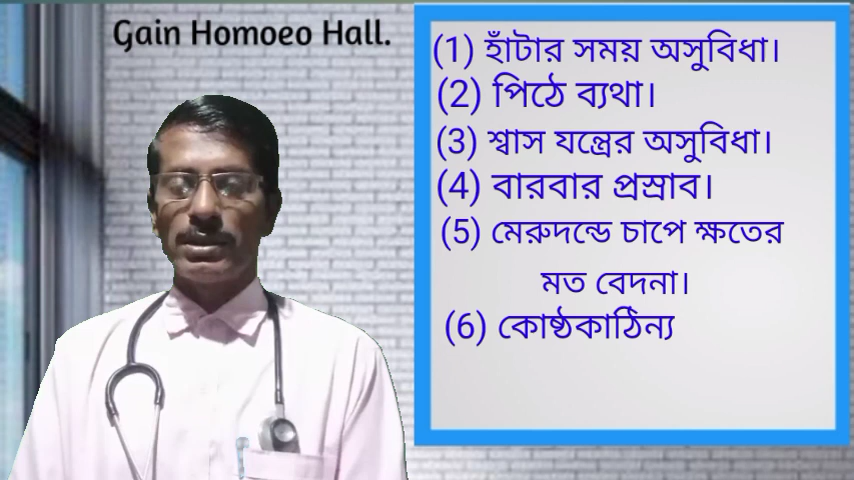 Gain Homoeo Hall.
(1) হাঁটার সময় অসুবিধা।
(2) পিঠে ব্যথা।
(3) শ্বাস যন্ত্রের অসুবিধা।
(4) বারবার প্রস্রাব।
(5) মেরুদন্ডে চাপে ক্ষতের
মত বেদনা।
(6) কোষ্ঠকাঠিন্য